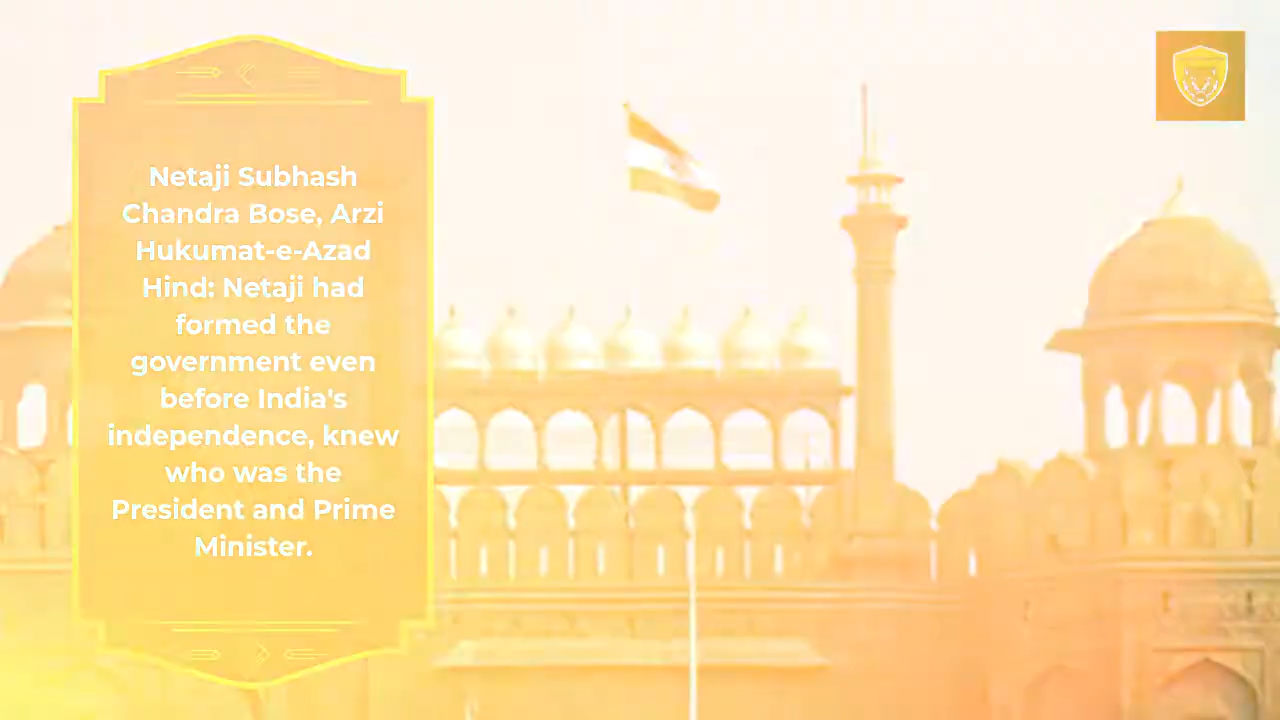 Netaji Subhash
Chandra Bose, Arzi
Hukumat-e-Azad
Hind: Netaji had
formed the
government even
before India's
independence, knew
who was the
President and Prime
Minister.